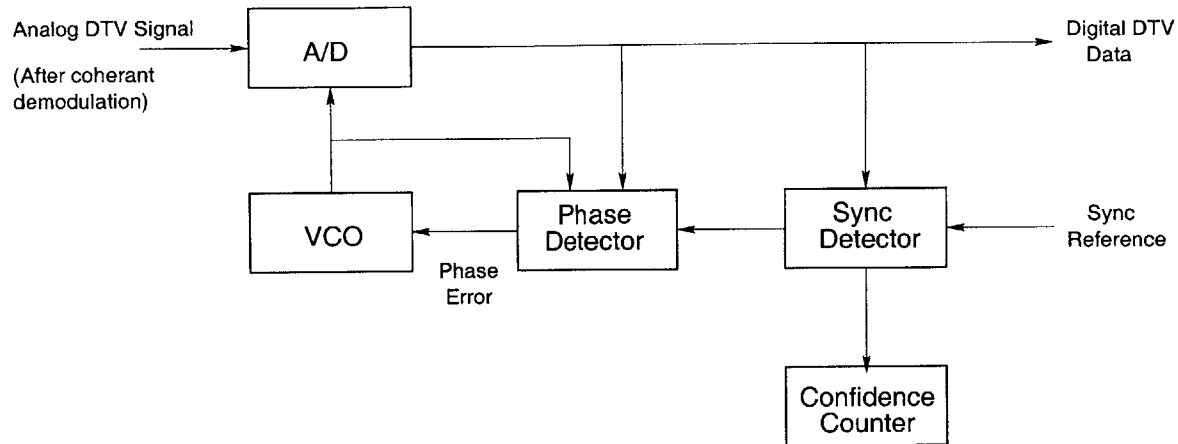 Analog DTV Signal
(After coherant
demodulation)
A/D
Digital DTV
Data
VCO
Phase
Error
Phase
Detector
Sync
Detector
Sync
Reference
Confidence
Counter